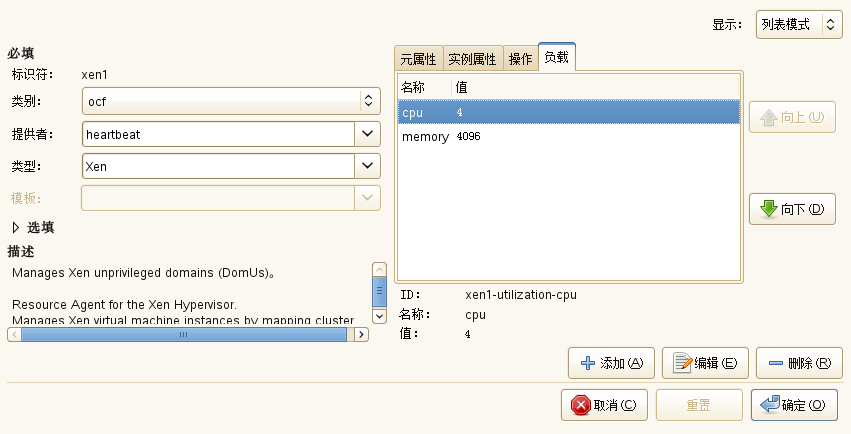 显示： 列表模式
必填
标识符： xen1
类别： ocf
提供者： heartbeat
类型： Xen
模板：
选填
描述
Manages Xen unprivileged domains (DomUs)。
Resource Agent for the Xen Hypervisor.
Manages Xen virtual machine instances by mapping cluster
元属性 实例属性 操作 负载
名称 值
cpu 4
memory 4096
向上(U)
向下(D)
ID： xen1-utilization-cpu
名称： cpu
值： 4
添加(A) 编辑(E) 删除(R)
取消(C) 重置 确定(O)